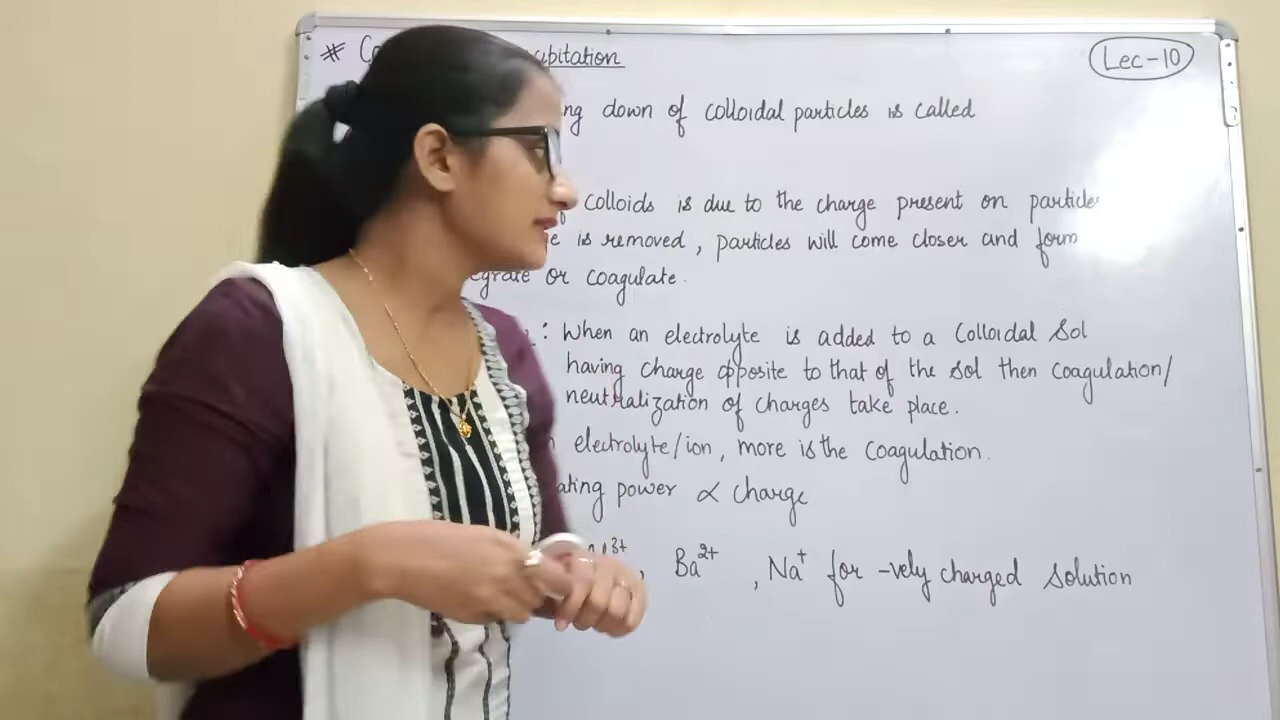 # Co cipitation
Lec-10
ng down of colloidal particles is called
colloids is due to the charge present on particles
is removed, particles will come closer and form
egrate or coagulate.
: When an electrolyte is added to a Colloidal Sol
having charge opposite to that of the sol then coagulation/
neutralization of charges take place.
electrolyte/ion, more is the coagulation.
ating power ∝ charge
3+, Ba²⁺, Na⁺ for -vely charged solution